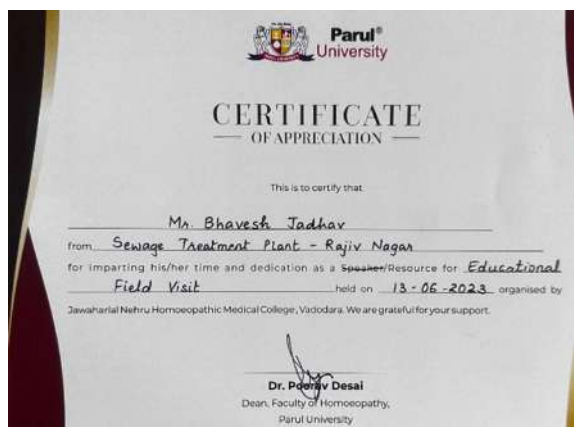 Parul®
University
CERTIFICATE
OF APPRECIATION
This is to certify that
Mr. Bhavesh Jadhav
from Sewage Treatment Plant - Rajiv Nagar
for imparting his/her time and dedication as a Speaker/Resource for Educational
Field Visit held on 13-06-2023 organised by
Jawaharlal Nehru Homoeopathic Medical College, Vadodara. We are grateful for your support.
Dr. Poorav Desai
Dean, Faculty of Homoeopathy,
Parul University